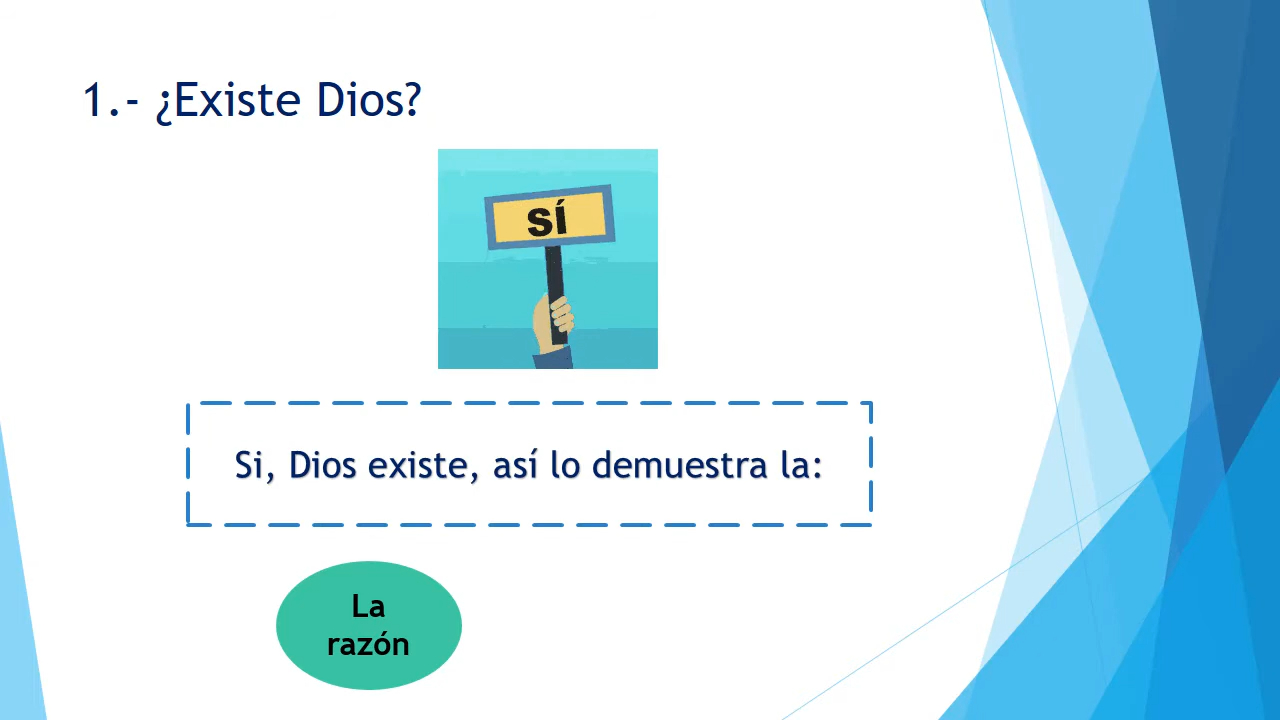 1.- ¿Existe Dios?
SÍ
Si, Dios existe, así lo demuestra la:
La
razón